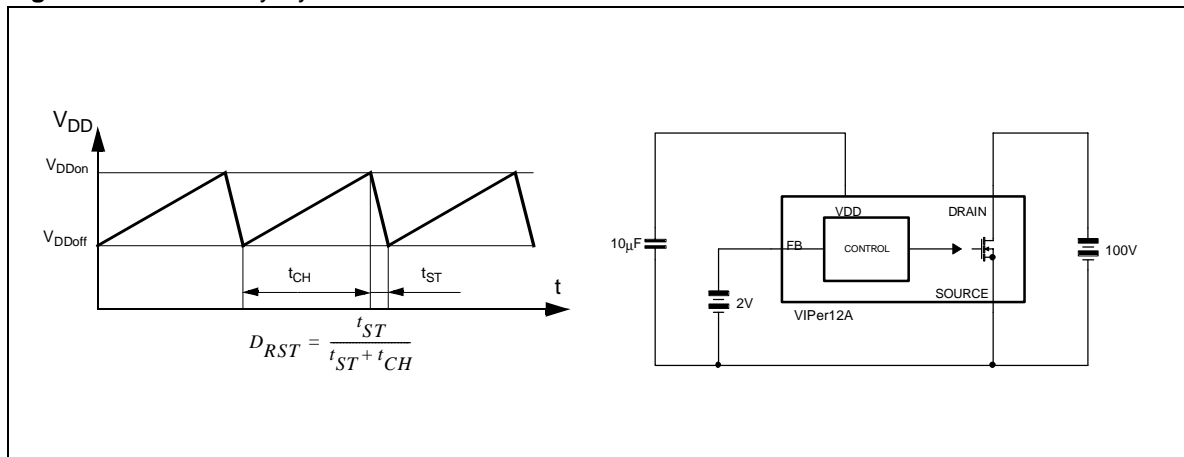 V_DD
V_DDon
V_DDoff
t_CH
t_ST
t
D_RST = t_ST / (t_ST + t_CH)
10µF
2V
FB
VDD
CONTROL
DRAIN
SOURCE
VIPer12A
100V